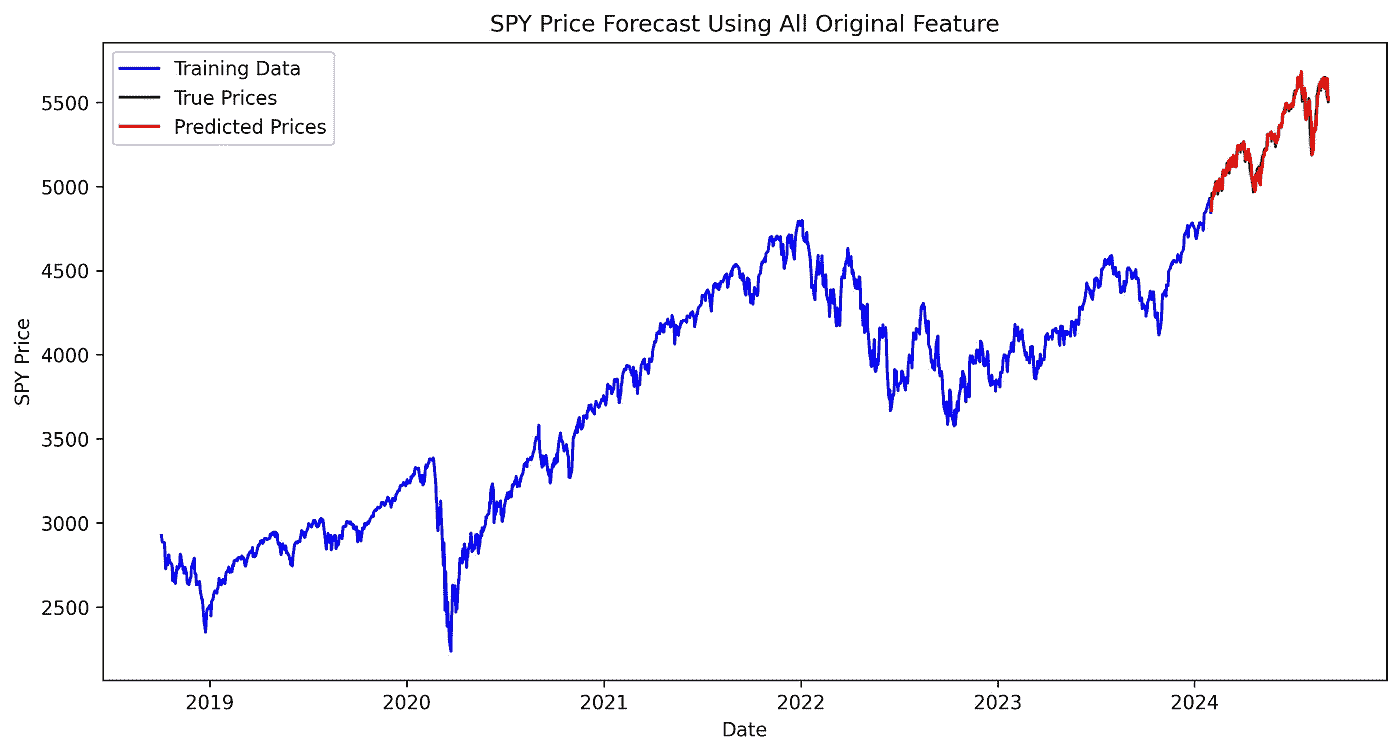 SPY Price Forecast Using All Original Feature
Training Data
True Prices
Predicted Prices
5500
5000
4500
4000
3500
3000
2500
SPY Price
2019 2020 2021 2022 2023 2024
Date